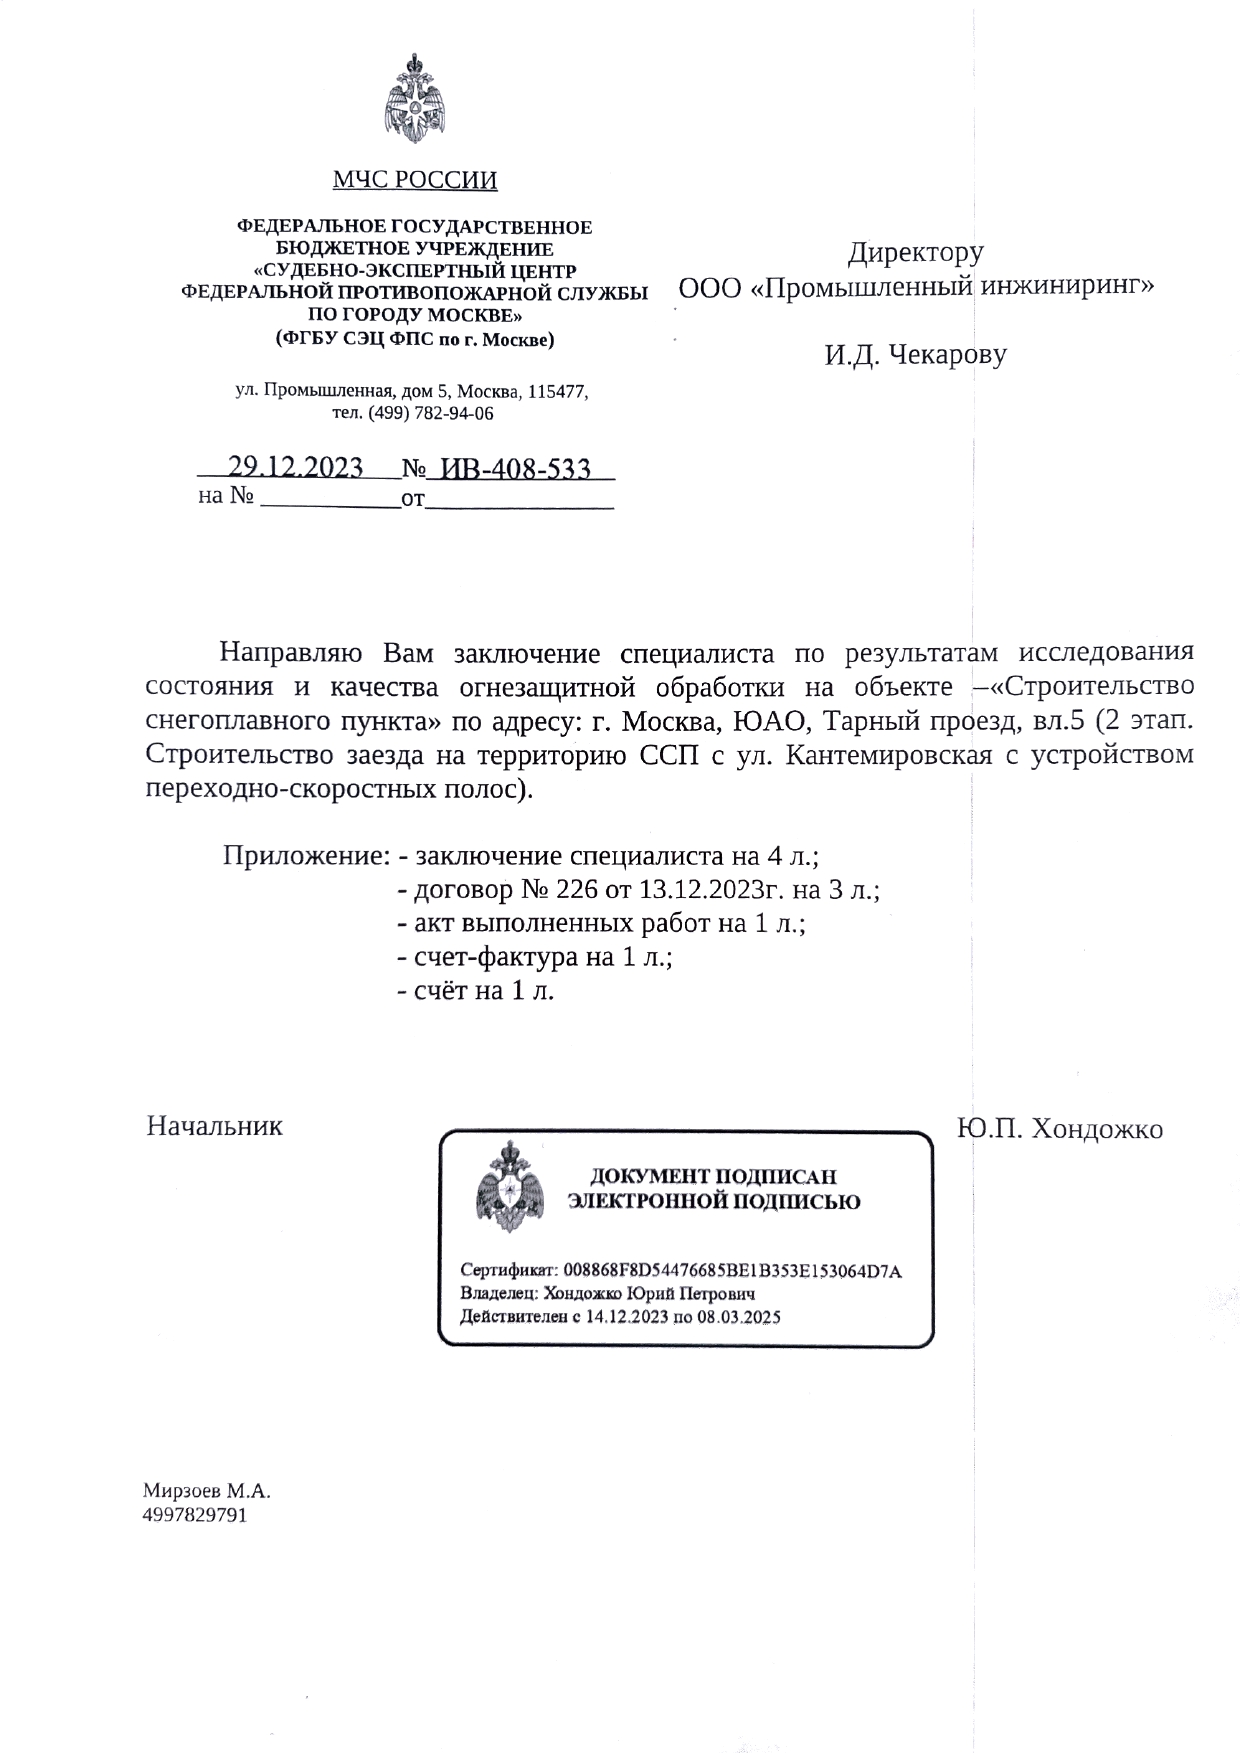 МЧС РОССИИ
ФЕДЕРАЛЬНОЕ ГОСУДАРСТВЕННОЕ
БЮДЖЕТНОЕ УЧРЕЖДЕНИЕ
«СУДЕБНО-ЭКСПЕРТНЫЙ ЦЕНТР
ФЕДЕРАЛЬНОЙ ПРОТИВОПОЖАРНОЙ СЛУЖБЫ
ПО ГОРОДУ МОСКВЕ»
(ФГБУ СЭЦ ФПС по г. Москве)
ул. Промышленная, дом 5, Москва, 115477,
тел. (499) 782-94-06
29.12.2023 № ИВ-408-533
на № ____________от________________
Директору
ООО «Промышленный инжиниринг»
И.Д. Чекарову
Направляю Вам заключение специалиста по результатам исследования
состояния и качества огнезащитной обработки на объекте –«Строительство
снегоплавного пункта» по адресу: г. Москва, ЮАО, Тарный проезд, вл.5 (2 этап.
Строительство заезда на территорию ССП с ул. Кантемировская с устройством
переходно-скоростных полос).
Приложение: - заключение специалиста на 4 л.;
- договор № 226 от 13.12.2023г. на 3 л.;
- акт выполненных работ на 1 л.;
- счет-фактура на 1 л.;
- счёт на 1 л.
Начальник
Ю.П. Хондожко
ДОКУМЕНТ ПОДПИСАН
ЭЛЕКТРОННОЙ ПОДПИСЬЮ
Сертификат: 008868F8D54476685BE1B353E153064D7A
Владелец: Хондожко Юрий Петрович
Действителен с 14.12.2023 по 08.03.2025
Мирзоев М.А.
4997829791